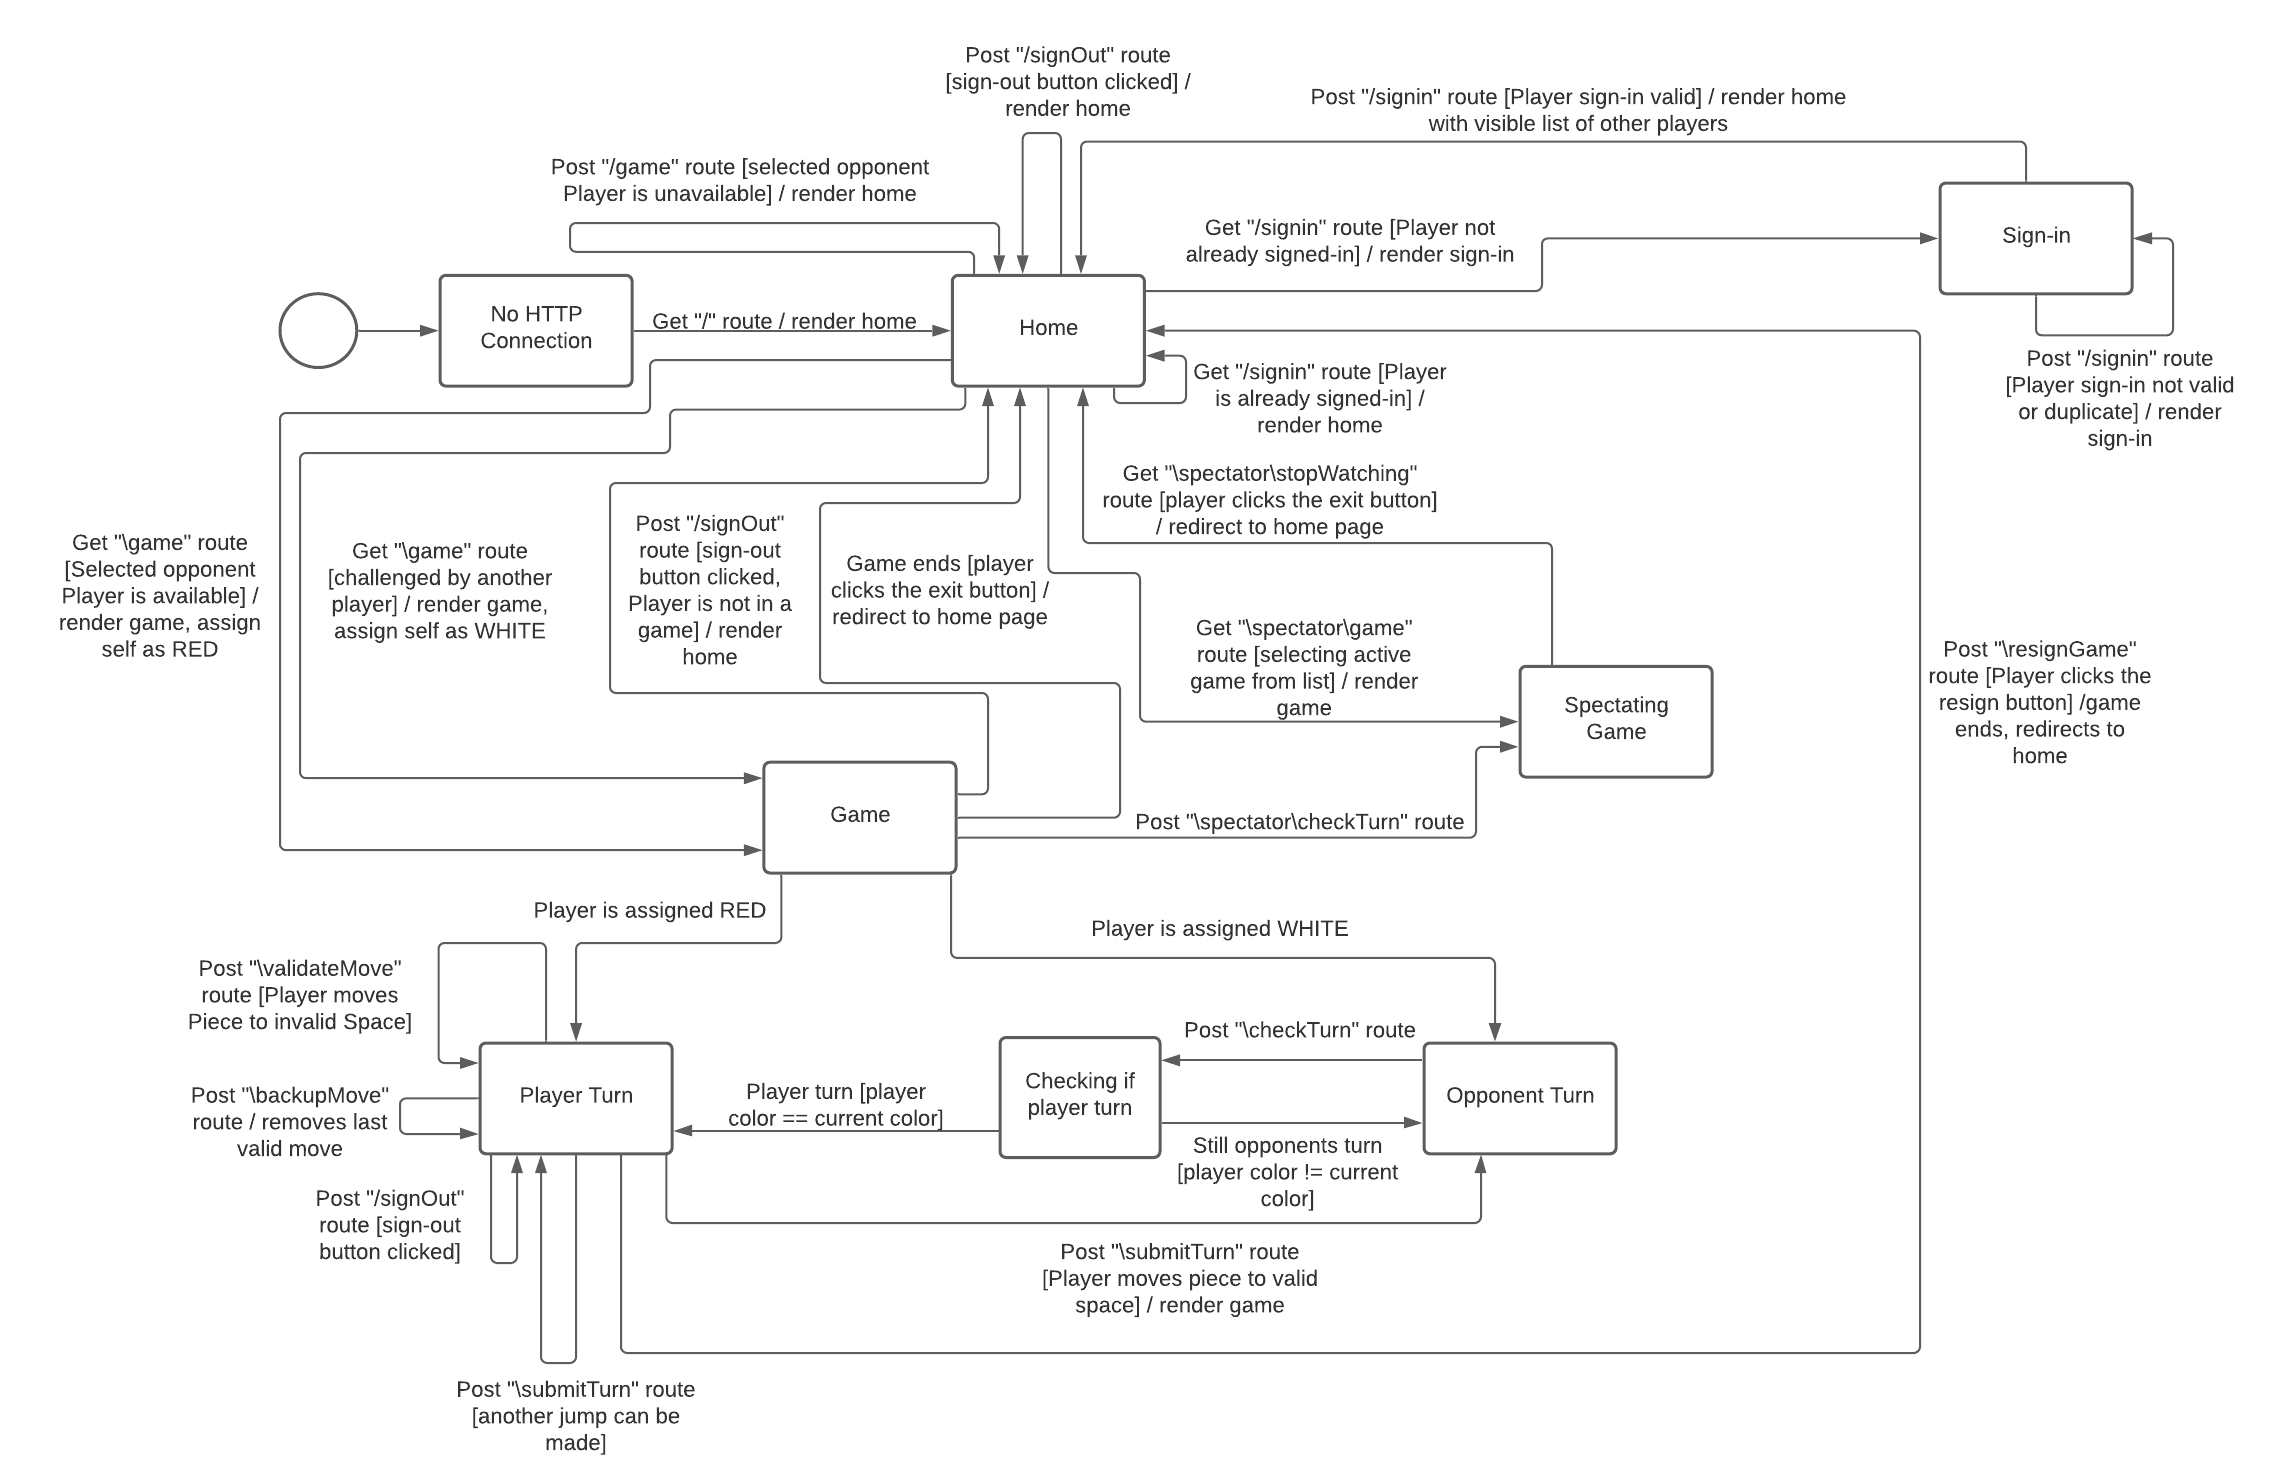 Post "/signOut" route
[sign-out button clicked] /
render home
Post "/signin" route [Player sign-in valid] / render home
with visible list of other players
Post "/game" route [selected opponent
Player is unavailable] / render home
Get "/signin" route [Player not
already signed-in] / render sign-in
Sign-in
No HTTP
Connection
Get "/" route / render home
Home
Get "/signin" route [Player
is already signed-in] /
render home
Post "/signin" route
[Player sign-in not valid
or duplicate] / render
sign-in
Get "\spectator\stopWatching"
route [player clicks the exit button]
/ redirect to home page
Get "\game" route
[Selected opponent
Player is available] /
render game, assign
self as RED
Get "\game" route
[challenged by another
player] / render game,
assign self as WHITE
Post "/signOut"
route [sign-out
button clicked,
Player is not in a
game] / render
home
Game ends [player
clicks the exit button] /
redirect to home page
Get "\spectator\game"
route [selecting active
game from list] / render
game
Spectating
Game
Post "\resignGame"
route [Player clicks the
resign button] /game
ends, redirects to
home
Game
Post "\spectator\checkTurn" route
Player is assigned RED
Player is assigned WHITE
Post "\validateMove"
route [Player moves
Piece to invalid Space]
Post "\checkTurn" route
Player Turn
Checking if
player turn
Opponent Turn
Post "\backupMove"
route / removes last
valid move
Player turn [player
color == current color]
Still opponents turn
[player color != current
color]
Post "/signOut"
route [sign-out
button clicked]
Post "\submitTurn" route
[Player moves piece to valid
space] / render game
Post "\submitTurn" route
[another jump can be
made]